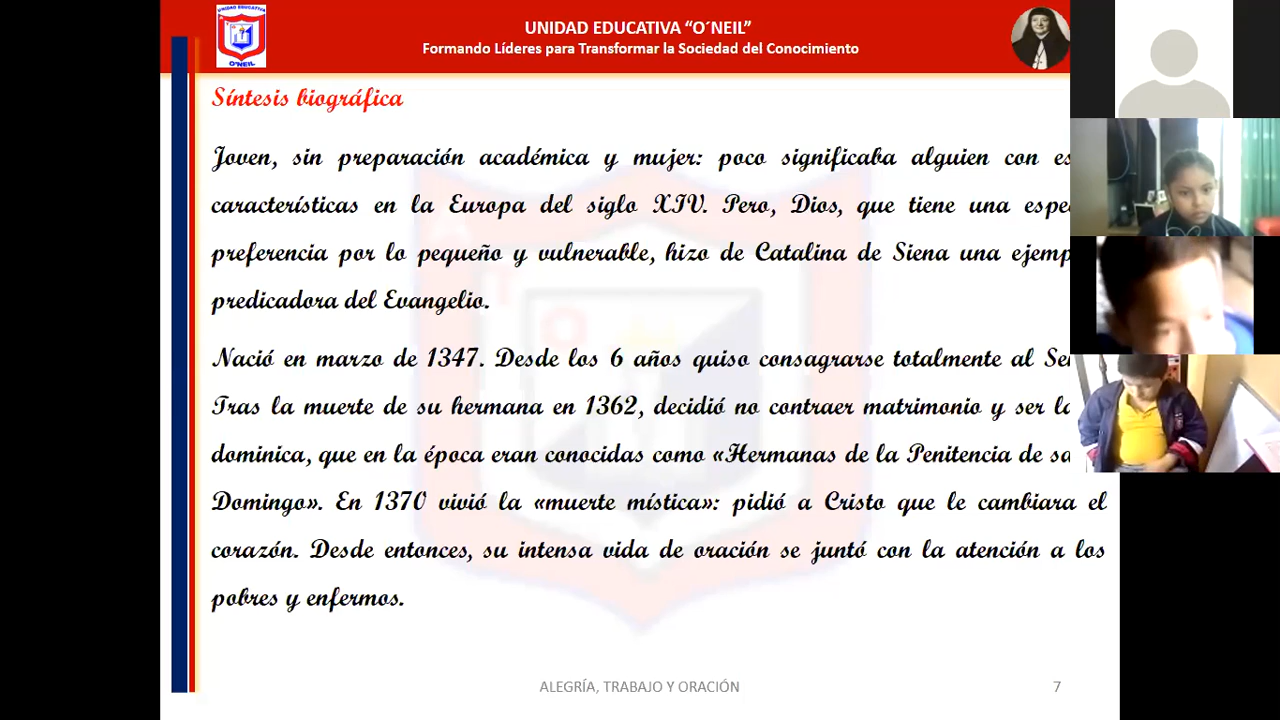 UNIDAD EDUCATIVA
O´NEIL
UNIDAD EDUCATIVA “O´NEIL”
Formando Líderes para Transformar la Sociedad del Conocimiento
Síntesis biográfica
Joven, sin preparación académica y mujer: poco significaba alguien con
características en la Europa del siglo XIV. Pero, Dios, que tiene una
preferencia por lo pequeño y vulnerable, hizo de Catalina de Siena una
predicadora del Evangelio.
Nació en marzo de 1347. Desde los 6 años quiso consagrarse totalmente al
Tras la muerte de su hermana en 1362, decidió no contraer matrimonio y ser
dominica, que en la época eran conocidas como «Hermanas de la Penitencia de
Domingo». En 1370 vivió la «muerte mística»: pidió a Cristo que le cambiara el
corazón. Desde entonces, su intensa vida de oración se juntó con la atención a los
pobres y enfermos.
ALEGRÍA, TRABAJO Y ORACIÓN
7